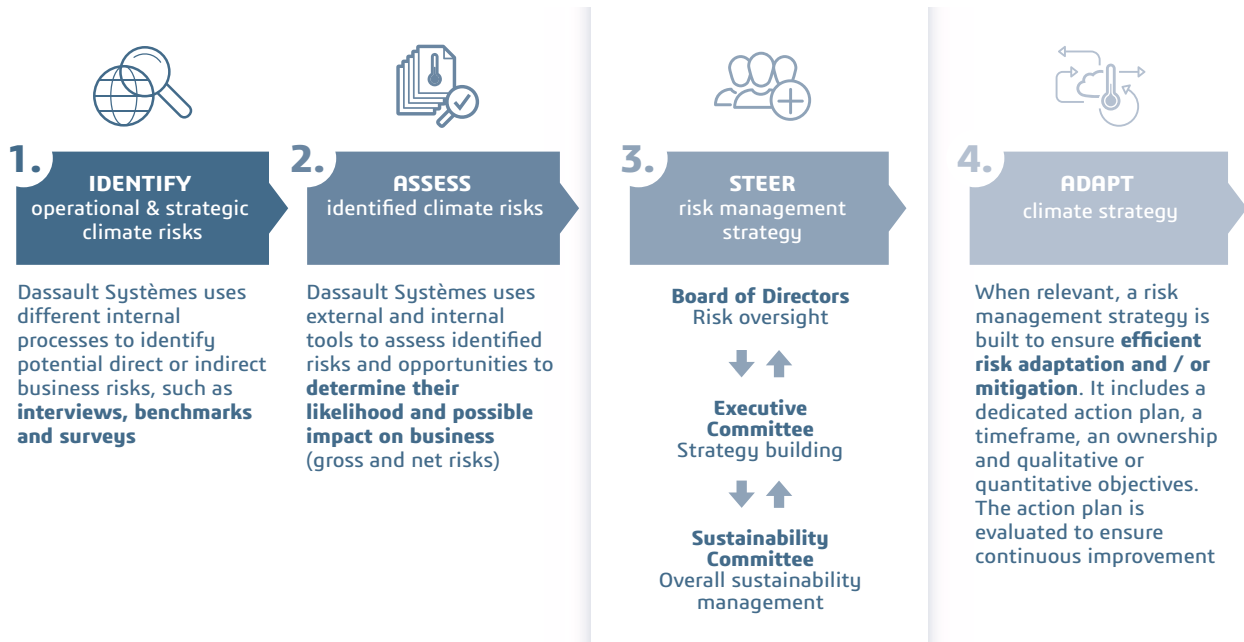 1.
IDENTIFY
operational & strategic
climate risks
Dassault Systèmes uses
different internal
processes to identify
potential direct or indirect
business risks, such as
interviews, benchmarks
and surveys
2.
ASSESS
identified climate risks
Dassault Systèmes uses
external and internal
tools to assess identified
risks and opportunities to
determine their
likelihood and possible
impact on business
(gross and net risks)
3.
STEER
risk management
strategy
Board of Directors
Risk oversight
Executive
Committee
Strategy building
Sustainability
Committee
Overall sustainability
management
4.
ADAPT
climate strategy
When relevant, a risk
management strategy is
built to ensure efficient
risk adaptation and / or
mitigation. It includes a
dedicated action plan, a
timeframe, an ownership
and qualitative or
quantitative objectives.
The action plan is
evaluated to ensure
continuous improvement